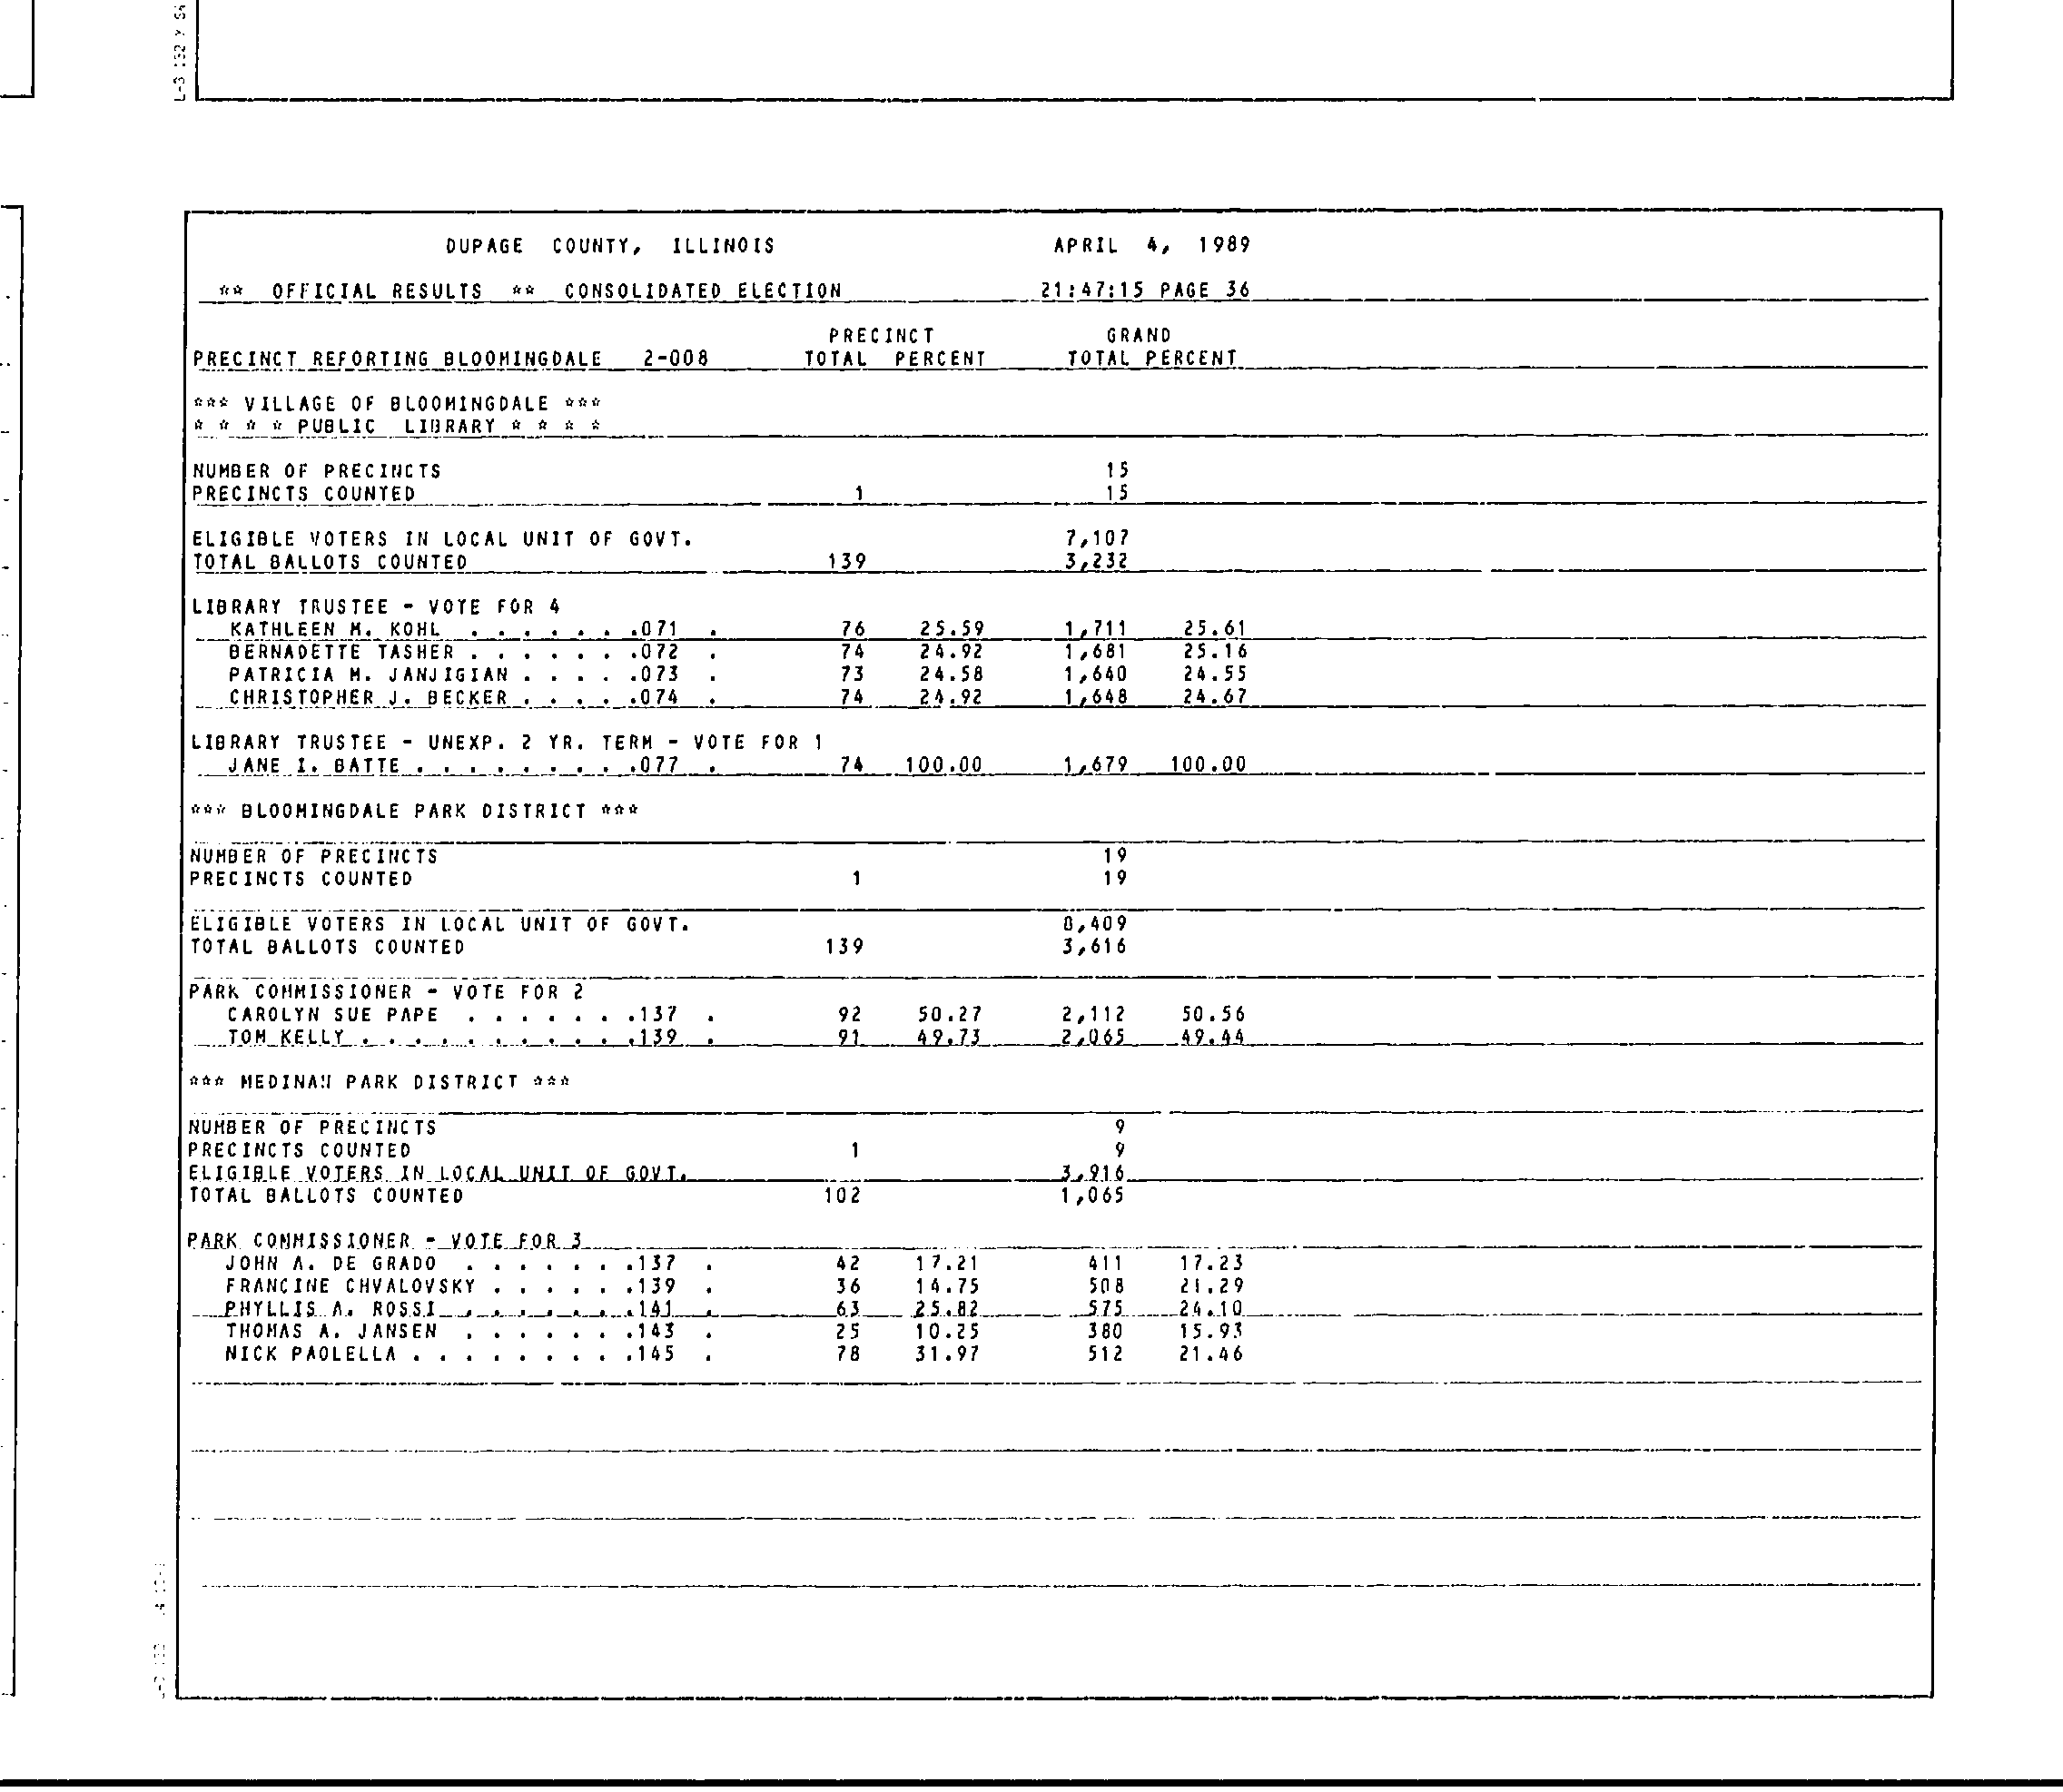 DUPAGE COUNTY, ILLINOIS APRIL 4, 1989
** OFFICIAL RESULTS ** CONSOLIDATED ELECTION 21:47:15 PAGE 36
PRECINCT GRAND
PRECINCT REPORTING BLOOMINGDALE 2-008 TOTAL PERCENT TOTAL PERCENT
*** VILLAGE OF BLOOMINGDALE ***
* * * * PUBLIC LIBRARY * * * *
NUMBER OF PRECINCTS 15
PRECINCTS COUNTED 1 15
ELIGIBLE VOTERS IN LOCAL UNIT OF GOVT. 7,107
TOTAL BALLOTS COUNTED 139 3,232
LIBRARY TRUSTEE - VOTE FOR 4
KATHLEEN M. KOHL . . . . . . .071 . 76 25.59 1,711 25.61
BERNADETTE TASHER . . . . . . .072 . 74 24.92 1,681 25.16
PATRICIA M. JANJIGIAN . . . . .073 . 73 24.58 1,640 24.55
CHRISTOPHER J. BECKER . . . . .074 . 74 24.92 1,648 24.67
LIBRARY TRUSTEE - UNEXP. 2 YR. TERM - VOTE FOR 1
JANE I. BATTE . . . . . . . . .077 . 74 100.00 1,679 100.00
*** BLOOMINGDALE PARK DISTRICT ***
NUMBER OF PRECINCTS 19
PRECINCTS COUNTED 1 19
ELIGIBLE VOTERS IN LOCAL UNIT OF GOVT. 8,409
TOTAL BALLOTS COUNTED 139 3,616
PARK COMMISSIONER - VOTE FOR 2
CAROLYN SUE PAPE . . . . . . .137 . 92 50.27 2,112 50.56
TOM KELLY . . . . . . . . . . .139 . 91 49.73 2,065 49.44
*** MEDINAH PARK DISTRICT ***
NUMBER OF PRECINCTS 9
PRECINCTS COUNTED 1 9
ELIGIBLE VOTERS IN LOCAL UNIT OF GOVT. 3,916
TOTAL BALLOTS COUNTED 102 1,065
PARK COMMISSIONER - VOTE FOR 3
JOHN A. DE GRADO . . . . . . .137 . 42 17.21 411 17.23
FRANCINE CHVALOVSKY . . . . . .139 . 36 14.75 508 21.29
PHYLLIS A. ROSSI . . . . . . .141 . 63 25.82 575 24.10
THOMAS A. JANSEN . . . . . . .143 . 25 10.25 380 15.93
NICK PAOLELLA . . . . . . . . .145 . 78 31.97 512 21.46